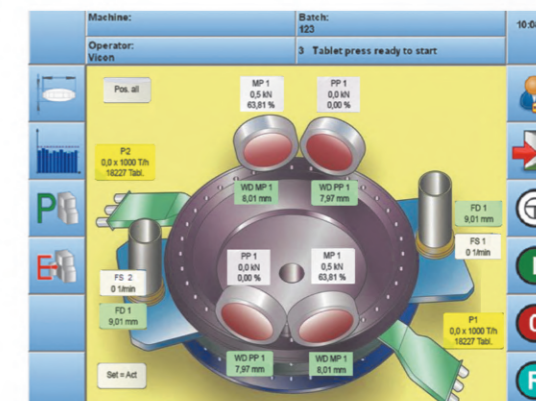 Machine:
Batch:
123
10:0
Operator:
Vicon
3 Tablet press ready to start
Pos. all
MP 1
0,5 kN
63,81 %
PP 1
0,0 kN
0,00 %
P2
0,0 x 1000 T/h
18227 Tabl.
WD MP 1
8,01 mm
WD PP 1
7,97 mm
FD 1
9,01 mm
FS 1
0 1/min
P
E
PP 1
0,0 kN
0,00 %
MP 1
0,5 kN
63,81 %
FS 2
0 1/min
FD 1
9,01 mm
P1
0,0 x 1000 T/h
18227 Tabl.
WD PP 1
7,97 mm
WD MP 1
8,01 mm
Set = Act